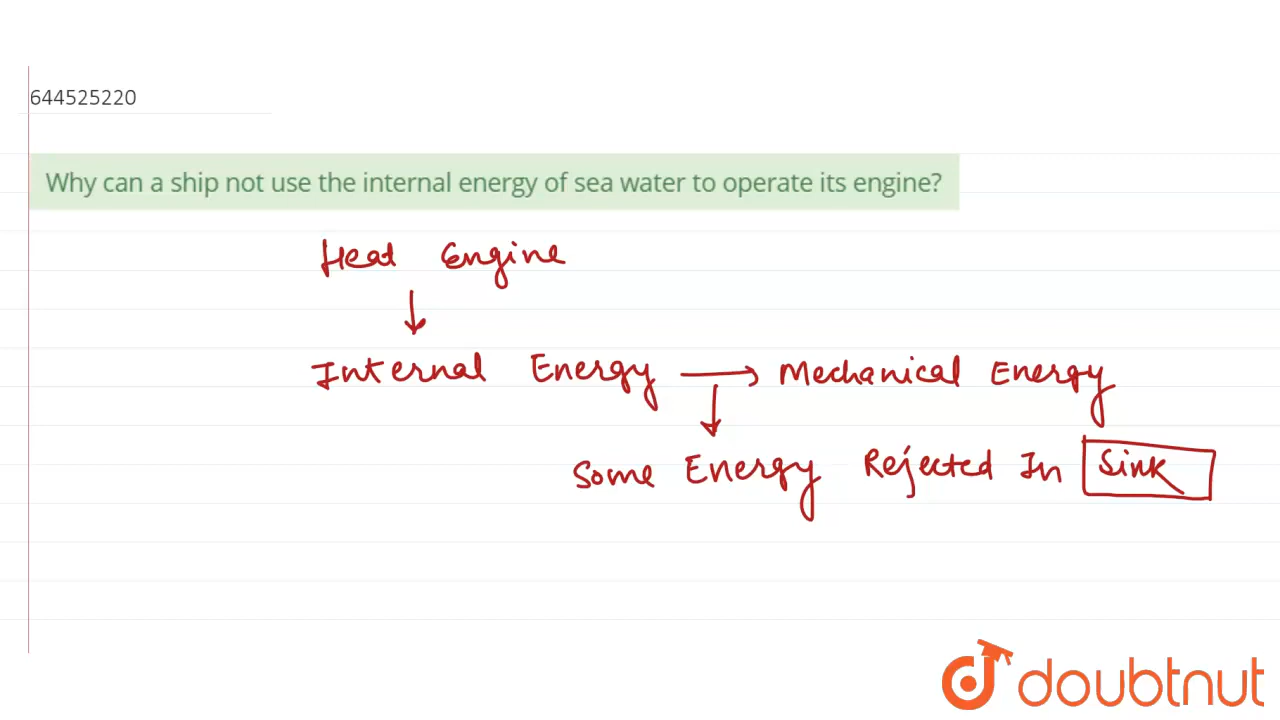 644525220
Why can a ship not use the internal energy of sea water to operate its engine?
Heat Engine
↓
Internal Energy → Mechanical Energy
↓
Some Energy Rejected In Sink
doubtnut